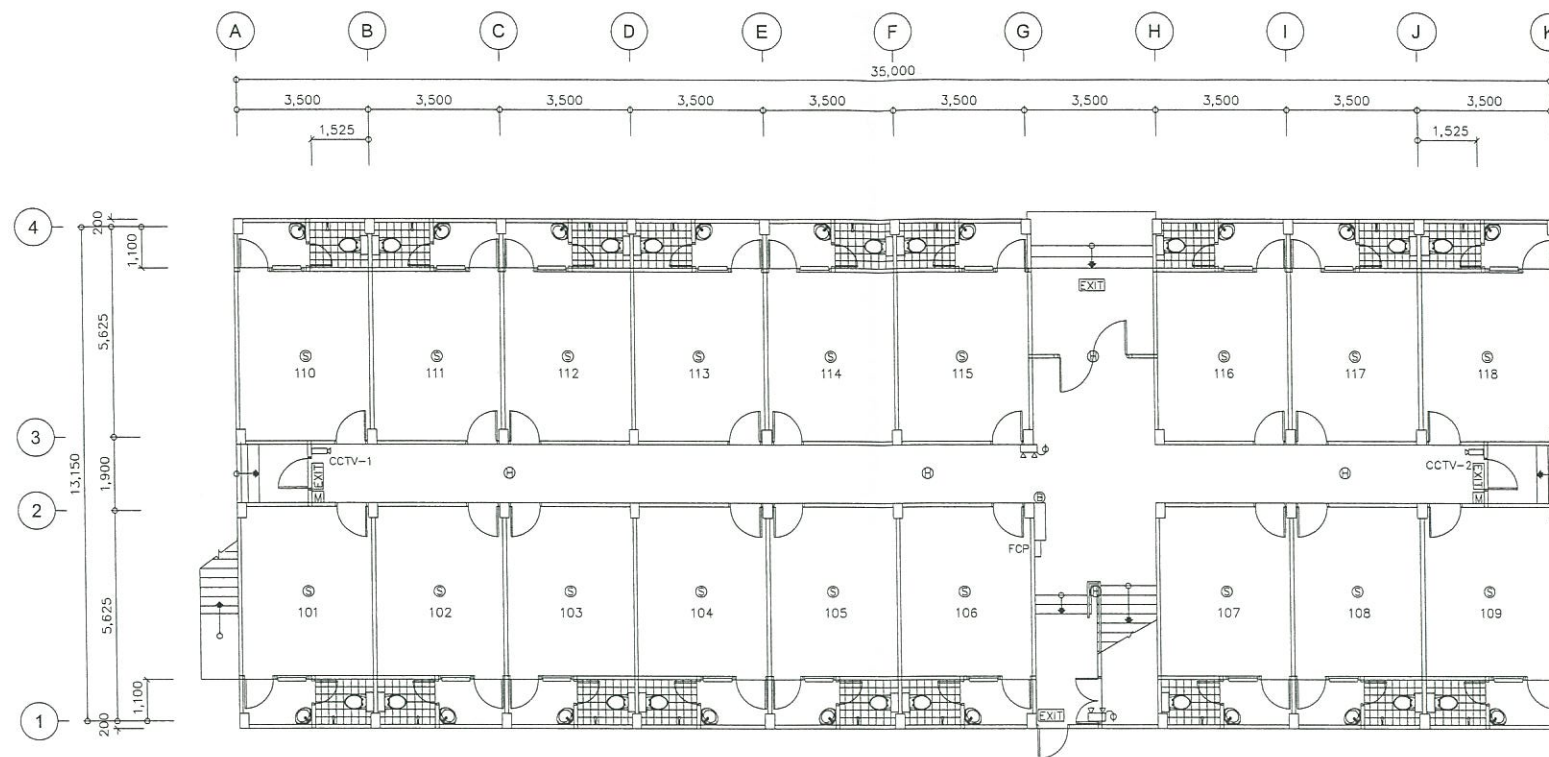 A B C D E F G H I J K
35,000
3,500 3,500 3,500 3,500 3,500 3,500 3,500 3,500 3,500 3,500
1,525 1,525
4
200
1,100
EXIT
5,625
S S S S S S H S S S
110 111 112 113 114 115 116 117 118
3
13,150
1,900
CCTV-1 CCTV-2
EXIT H H H EXIT
M M
2
H
FCP
5,625
S S S S S S H S S S
101 102 103 104 105 106 107 108 109
1,100
1
200
EXIT